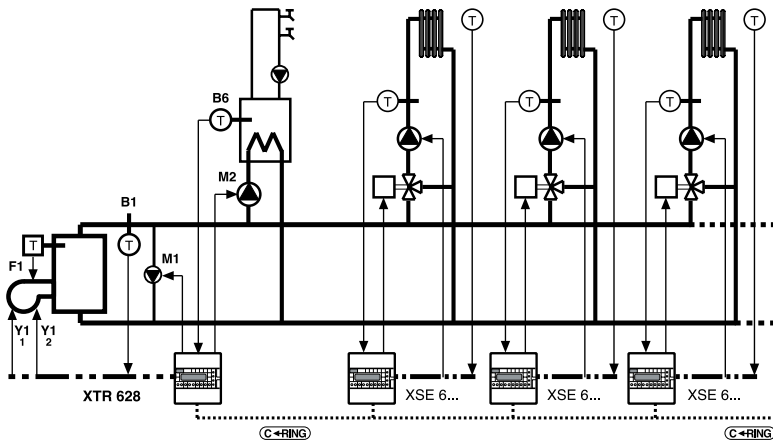 T
T
T
T
B6
T
T
T
T
M2
B1
T
T
F1
M1
Y1
1
Y1
2
XTR 628
XSE 6...
XSE 6...
XSE 6...
C RING
C RING